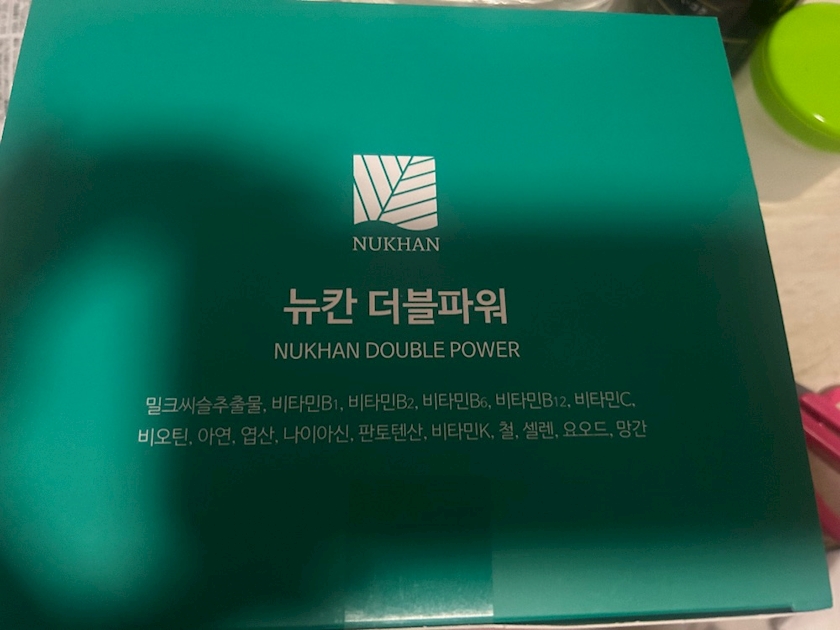 NUKHAN
뉴칸 더블파워
NUKHAN DOUBLE POWER
밀크씨슬추출물, 비타민B1, 비타민B2, 비타민B6, 비타민B12, 비타민C,
비오틴, 아연, 엽산, 나이아신, 판토텐산, 비타민K, 철, 셀렌, 요오드, 망간